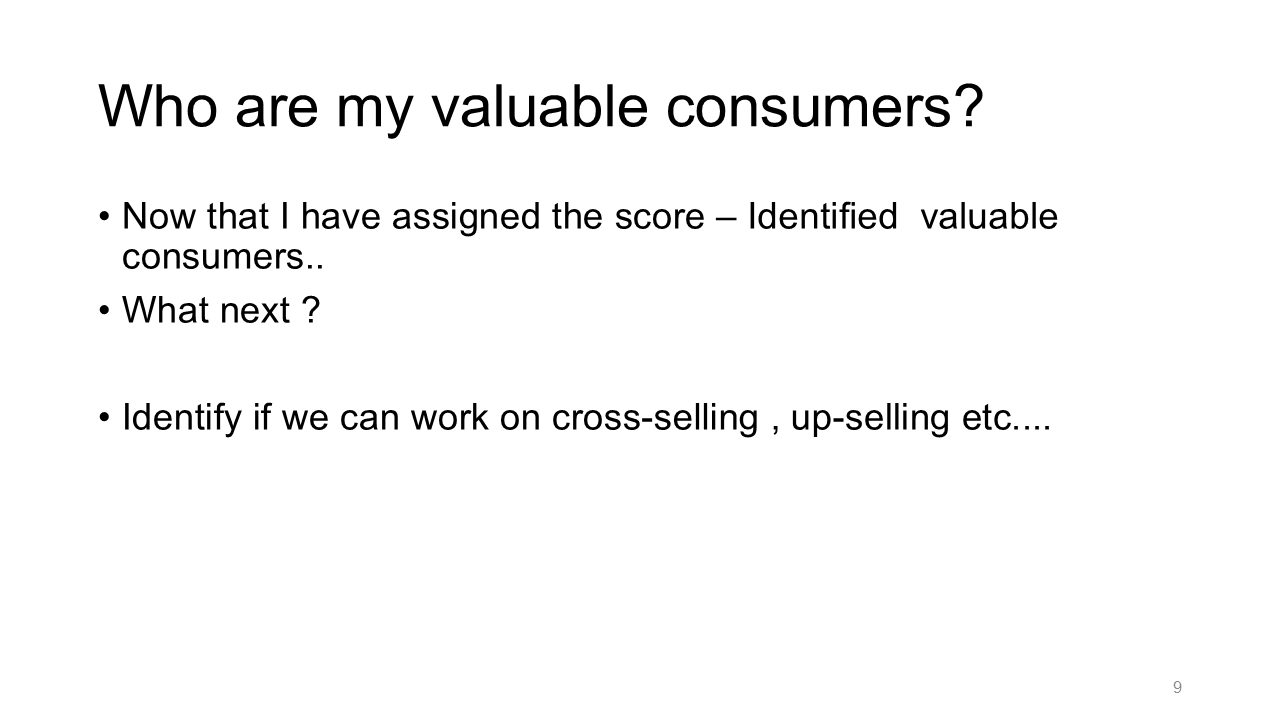 Who are my valuable consumers?
• Now that I have assigned the score – Identified  valuable
consumers..
• What next ?
• Identify if we can work on cross-selling , up-selling etc....
9